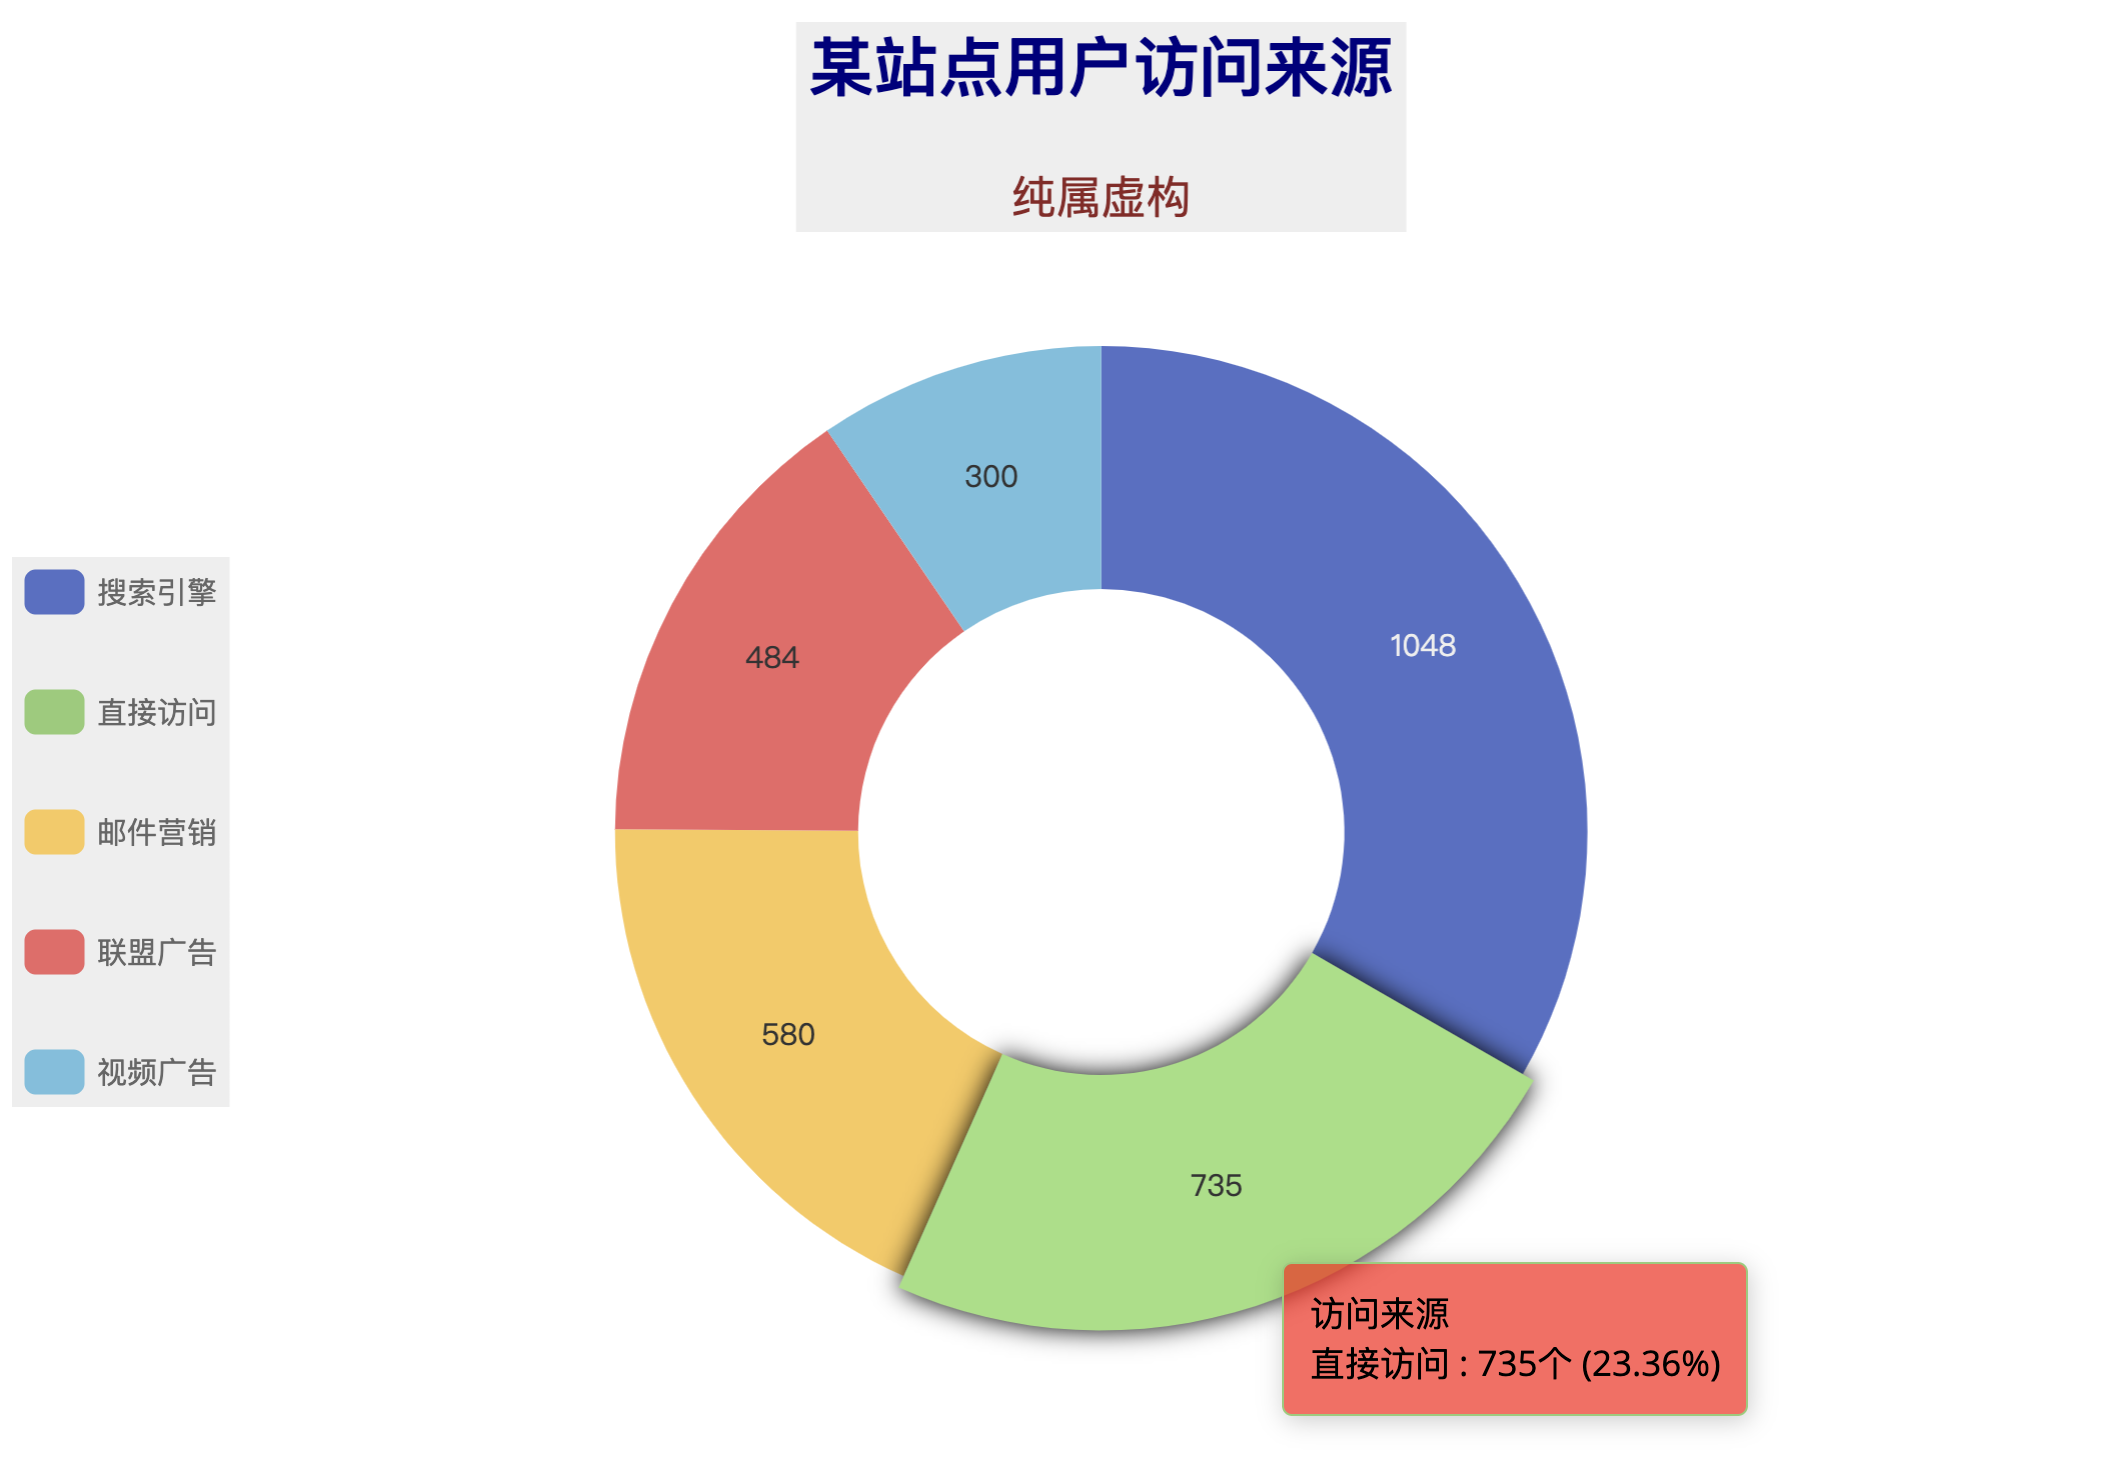 某站点用户访问来源
纯属虚构
搜索引擎
直接访问
邮件营销
联盟广告
视频广告
300
1048
484
580
735
访问来源
直接访问 : 735个 (23.36%)